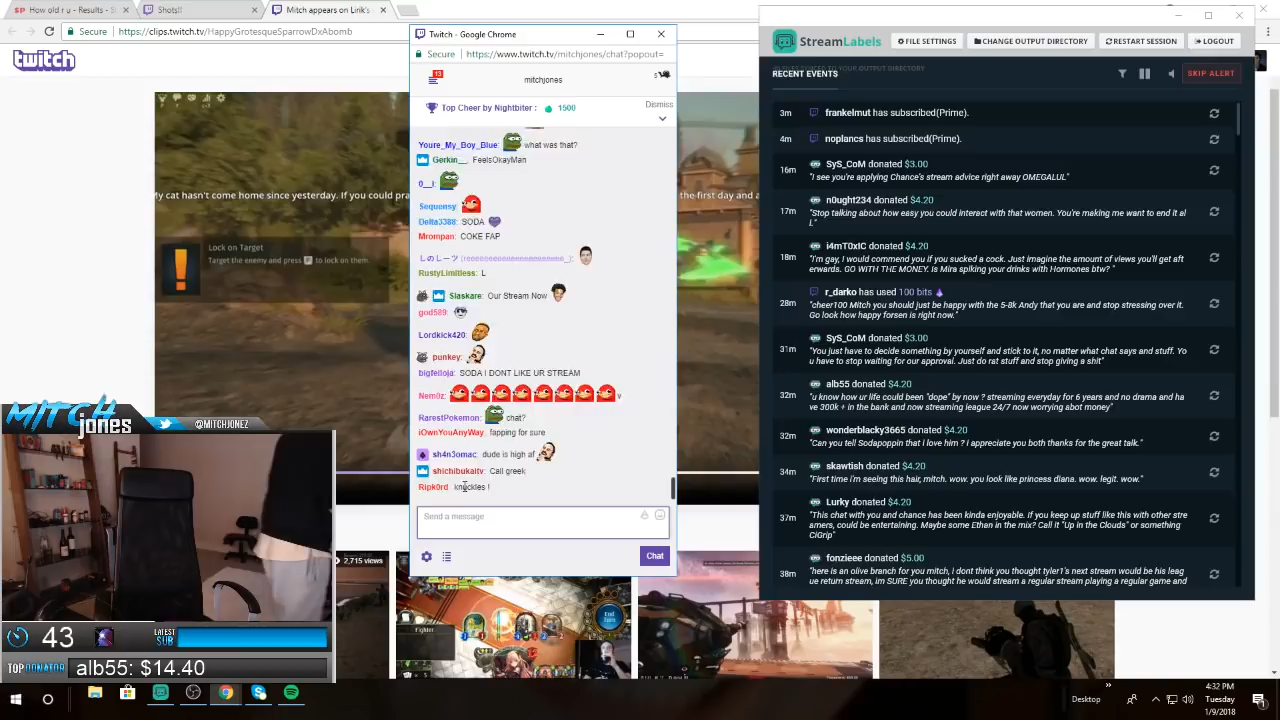 How old r u - Results - Sec
Shots!
Mitch appears on Link's
Secure
https://clips.twitch.tv/HappyGrotesqueSparrowDxAbomb
twitch
My cat hasn't come home since yesterday. If you could pra
the first day and a
Lock on Target
Target the enemy and press F to lock on them.
Twitch - Google Chrome
Secure
https://www.twitch.tv/mitchjones/chat?popout=
13
mitchjones
Top Cheer by Nightbiter : 1500
Dismiss
Youre_My_Boy_Blue: what was that?
Gerkin__: FeelsOkayMan
0__I:
Sequensy:
Delta3388: SODA
Mrompan: COKE FAP
RustyLimitless: L
Slaskare: Our Stream Now
god589:
Lordkick420:
punkey:
bigfelloja: SODA I DONT LIKE UR STREAM
Nem0z: v
RarestPokemon: chat?
iOwnYouAnyWay: fapping for sure
sh4n3omac: dude is high af
shichibukaitv: Call greek
Ripk0rd knuckles !
Send a message
Chat
StreamLabels
FILE SETTINGS
CHANGE OUTPUT DIRECTORY
RESTART SESSION
LOGOUT
RECENT EVENTS
SKIP ALERT
3m frankelmut has subscribed(Prime).
4m noplancs has subscribed(Prime).
16m SyS_CoM donated $3.00
"I see you're applying Chance's stream advice right away OMEGALUL"
17m n0ught234 donated $4.20
"Stop talking about how easy you could interact with that women. You're making me want to end it al
l."
18m i4mT0xIC donated $4.20
"I'm gay, I would commend you if you sucked a cock. Just imagine the amount of views you'll get aft
erwards. GO WITH THE MONEY. Is Mira spiking your drinks with Hormones btw?"
28m r_darko has used 100 bits
"cheer100 Mitch you should just be happy with the 5-8k Andy that you are and stop stressing over it.
Go look how happy forsen is right now."
31m SyS_CoM donated $3.00
"You just have to decide something by yourself and stick to it, no matter what chat says and stuff. Yo
u have to stop waiting for our approval. Just do rat stuff and stop giving a sh!t"
32m alb55 donated $4.20
"u know how ur life could been "dope" by now ? streaming everyday for 6 years and no drama and ha
ve 300k + in the bank and now streaming league 24/7 now worrying abot money"
32m wonderblacky3665 donated $4.20
"Can you tell Sodapoppin that I love him ? i appreciate you both thanks for the great talk."
34m skawtish donated $4.20
"First time i'm seeing this hair, mitch. wow. you look like princess diana. wow. legit. wow."
37m Lurky donated $4.20
"This chat with you and chance has been kinda enjoyable. If you keep up stuff like this with other stre
amers, could be entertaining. Maybe some Ethan in the mix? Call it "Up in the Clouds" or something
CiGrip"
38m fonzieee donated $5.00
"here is an olive branch for you mitch, i dont think you thought tyler1's next stream would be his leag
ue return stream, im SURE you thought he would stream a regular stream playing a regular game and
MITCH
jones
@MITCHJONEZ
2,715 views
Fighter
End
Turn
43
LATEST
SUB
TOP DONATOR
alb55: $14.40
Desktop
4:32 PM
Tuesday
1/9/2018